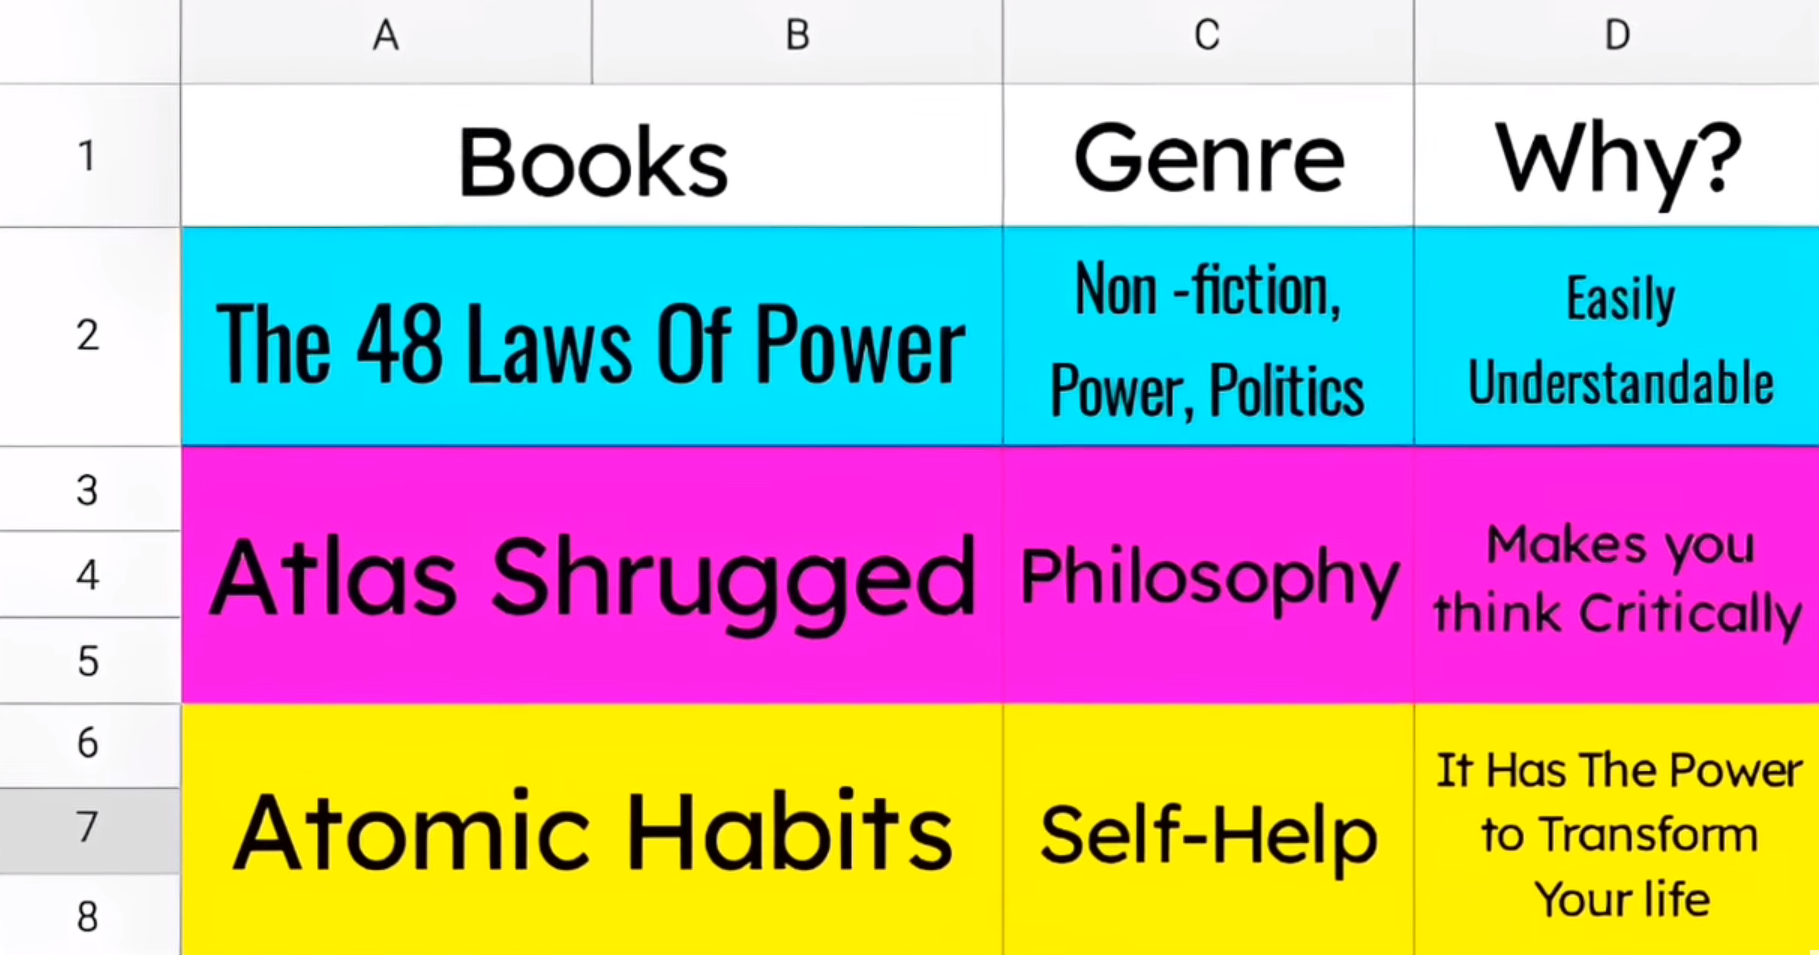 A B C D
1 Books Genre Why?
2 The 48 Laws Of Power
Non -fiction,
Power, Politics
Easily
Understandable
3
4 Atlas Shrugged Philosophy
Makes you
think Critically
5
6
7 Atomic Habits Self-Help
It Has The Power
to Transform
Your life
8